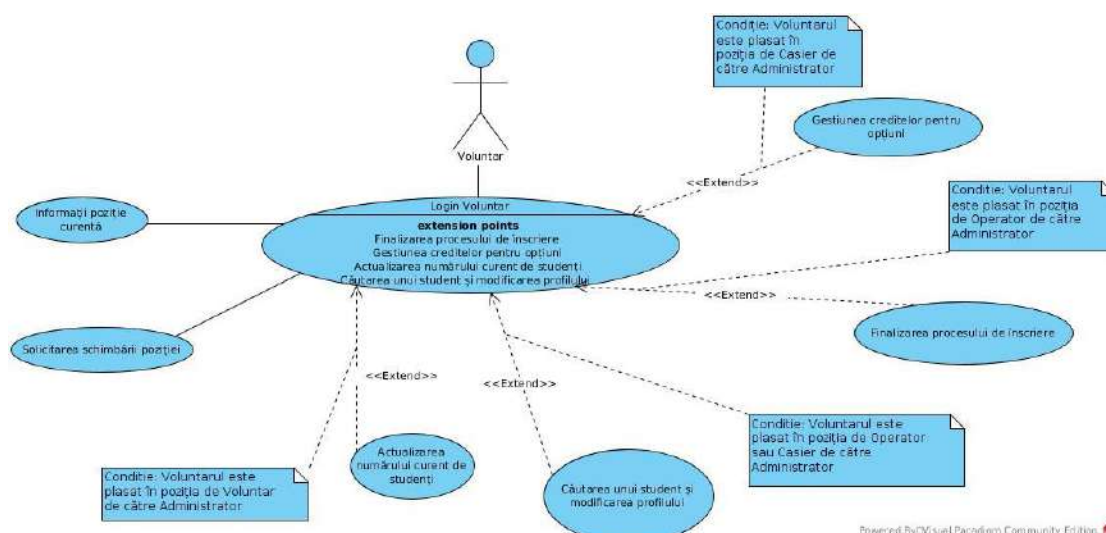 Condiție: Voluntarul
este plasat în
poziția de Casier de
către Administrator
Gestiunea creditelor pentru
opțiuni
Voluntar
<<Extend>>
Condiție: Voluntarul
este plasat în poziția
de Operator de către
Administrator
Informații poziție
curentă
Login Voluntar
extension points
Finalizarea procesului de înscriere
Gestiunea creditelor pentru opțiuni
Actualizarea numărului curent de studenți
Căutarea unui student și modificarea profilului
<<Extend>>
Finalizarea procesului de înscriere
Solicitarea schimbării poziției
<<Extend>>
<<Extend>>
Condiție: Voluntarul este
plasat în poziția de Operator
sau Casier de către
Administrator
Actualizarea
numărului curent de
studenți
Condiție: Voluntarul este
plasat în poziția de Voluntar
de către Administrator
Căutarea unui student și
modificarea profilului
Visual Paradigm Community Edition